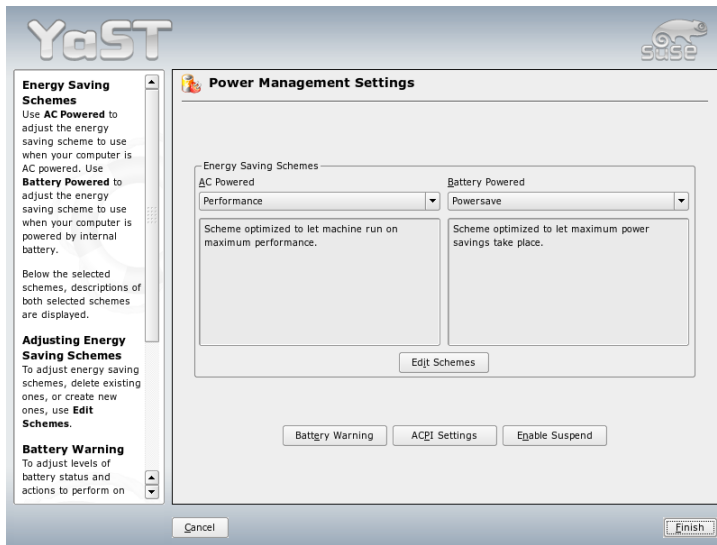 YaST
SUSE
Energy Saving
Schemes
Use AC Powered to
adjust the energy
saving scheme to use
when your computer is
AC powered. Use
Battery Powered to
adjust the energy
saving scheme to use
when your computer is
powered by internal
battery.
Below the selected
schemes, descriptions of
both selected schemes
are displayed.
Adjusting Energy
Saving Schemes
To adjust energy saving
schemes, delete existing
ones, or create new
ones, use Edit
Schemes.
Battery Warning
To adjust levels of
battery status and
actions to perform on
Power Management Settings
Energy Saving Schemes
AC Powered
Performance
Scheme optimized to let machine run on
maximum performance.
Battery Powered
Powersave
Scheme optimized to let maximum power
savings take place.
Edit Schemes
Battery Warning
ACPI Settings
Enable Suspend
Cancel
Finish